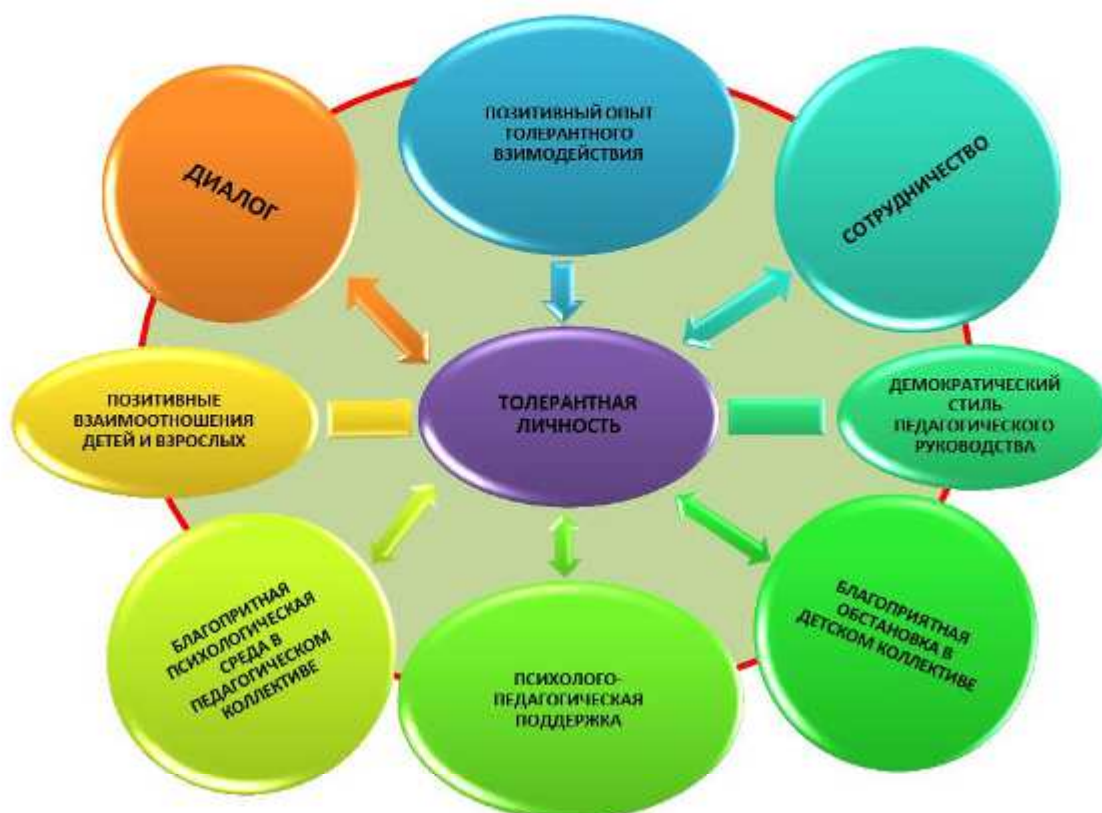 ПОЗИТИВНЫЙ ОПЫТ
ТОЛЕРАНТНОГО
ВЗИМОДЕЙСТВИЯ
ДИАЛОГ
СОТРУДНИЧЕСТВО
ПОЗИТИВНЫЕ
ВЗАИМООТНОШЕНИЯ
ДЕТЕЙ И ВЗРОСЛЫХ
ТОЛЕРАНТНАЯ
ЛИЧНОСТЬ
ДЕМОКРАТИЧЕСКИЙ
СТИЛЬ
ПЕДАГОГИЧЕСКОГО
РУКОВОДСТВА
БЛАГОПРИТНАЯ
ПСИХОЛОГИЧЕСКАЯ
СРЕДА В
ПЕДАГОГИЧЕСКОМ
КОЛЛЕКТИВЕ
ПСИХОЛОГО-
ПЕДАГОГИЧЕСКАЯ
ПОДДЕРЖКА
БЛАГОПРИЯТНАЯ
ОБСТАНОВКА В
ДЕТСКОМ КОЛЛЕКТИВЕ